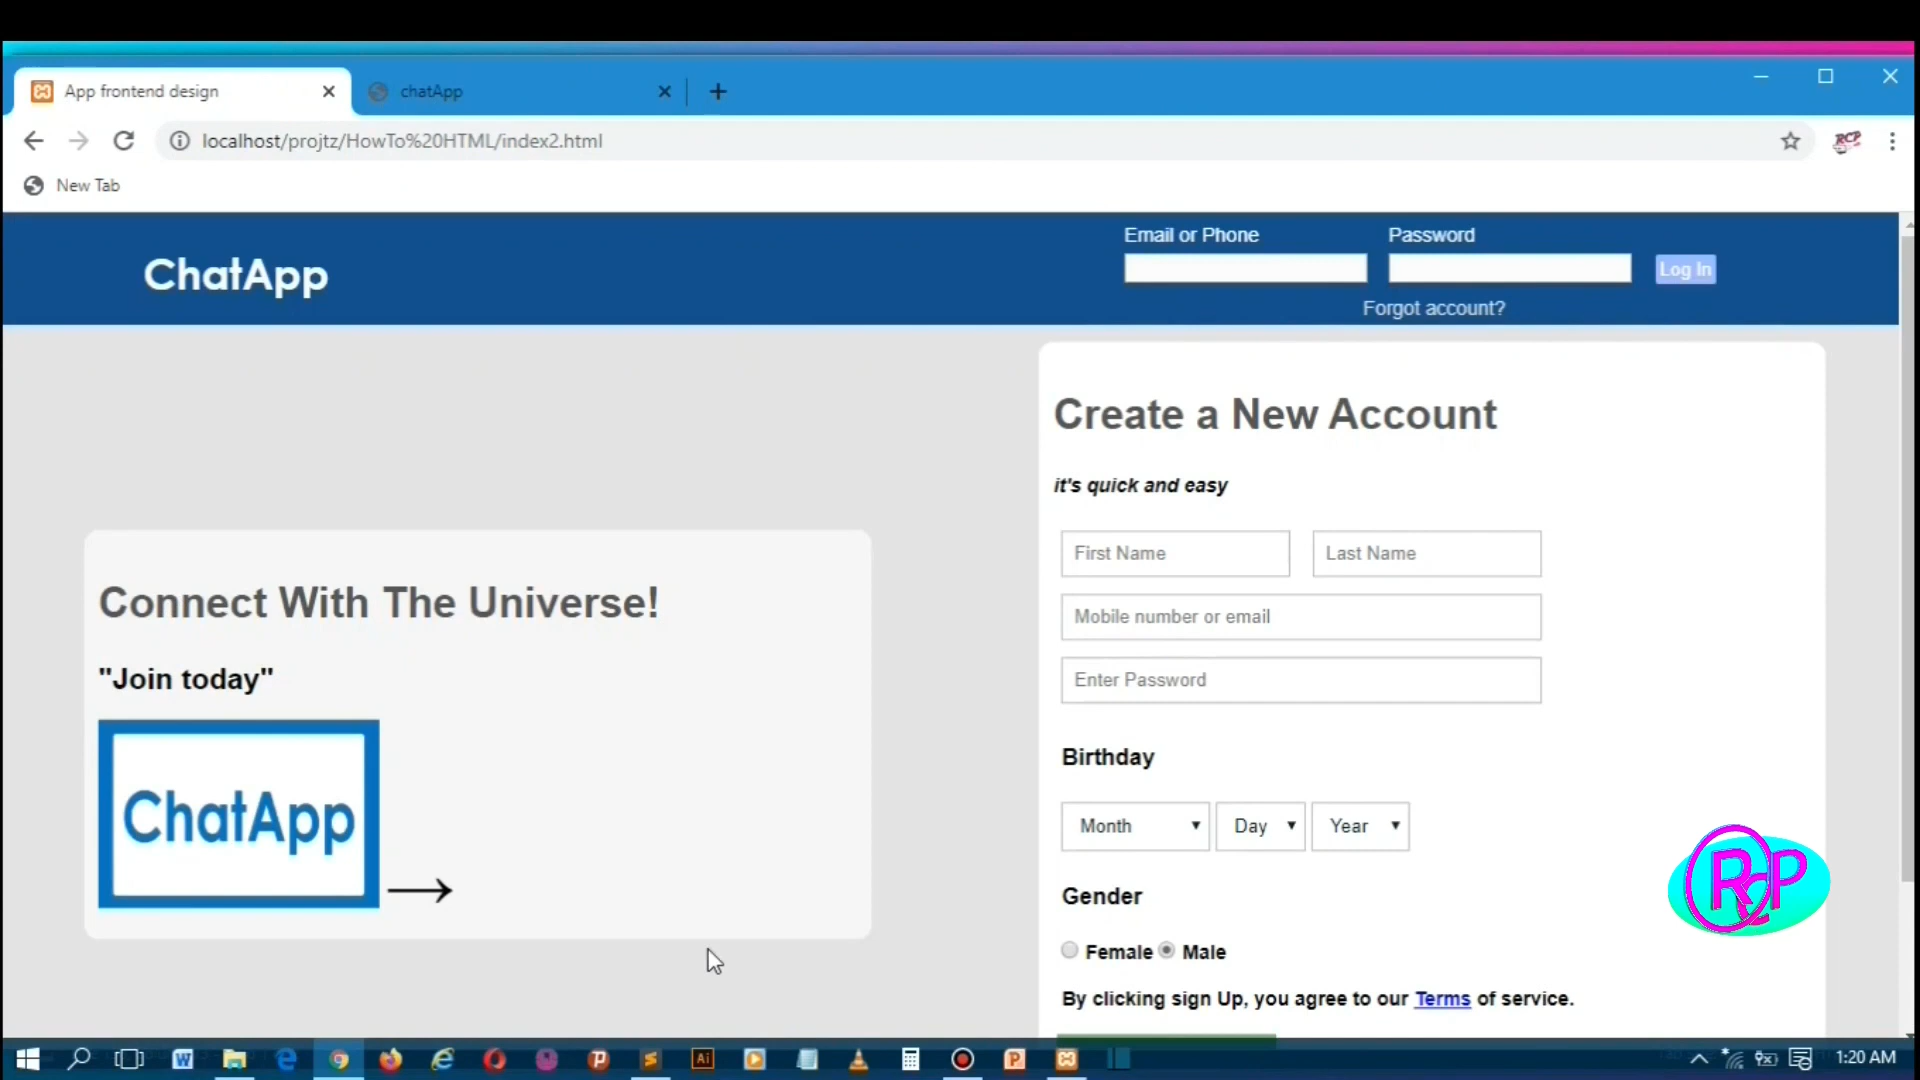 App frontend design
chatApp
localhost/projtz/HowTo%20HTML/index2.html
RCP
New Tab
ChatApp
Email or Phone
Password
Log In
Forgot account?
Create a New Account
it's quick and easy
First Name
Last Name
Mobile number or email
Enter Password
Connect With The Universe!
"Join today"
ChatApp
Birthday
Month
Day
Year
Gender
Female
Male
By clicking sign Up, you agree to our Terms of service.
RCP
1:20 AM